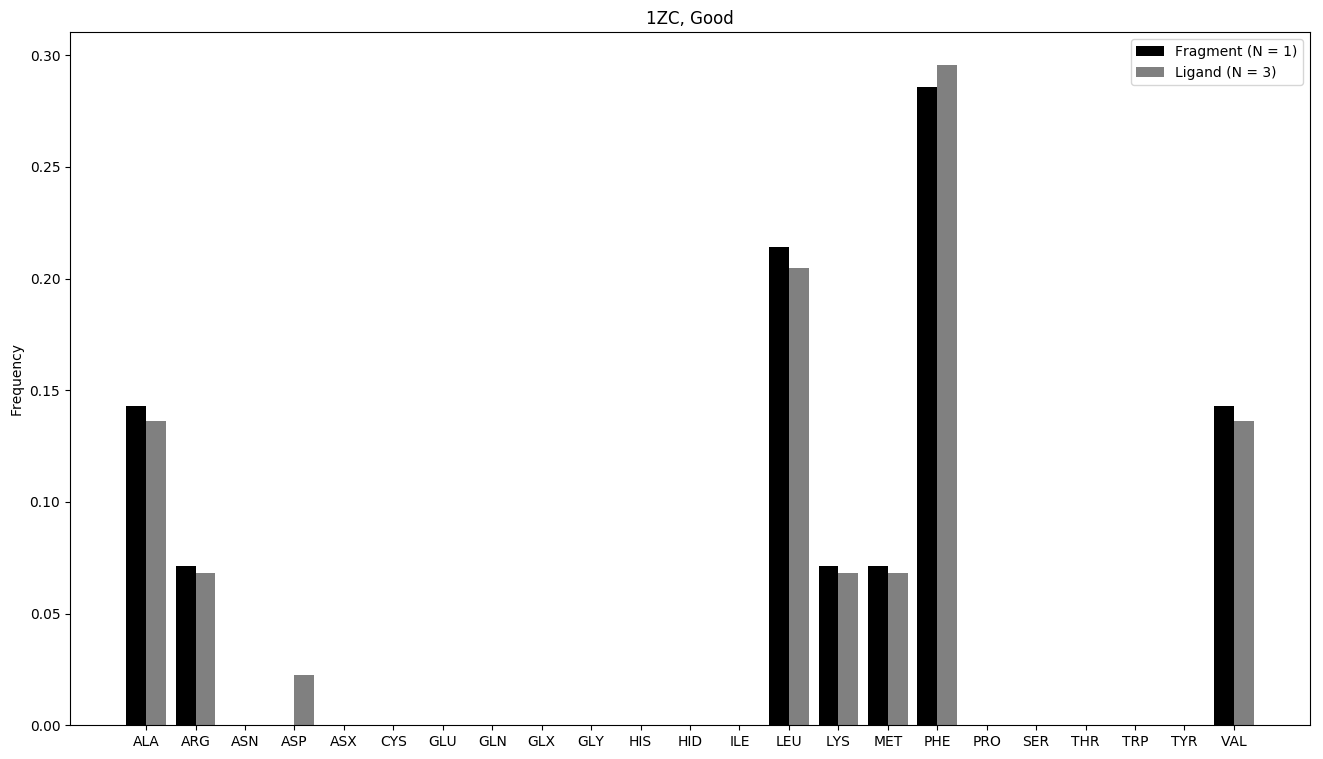 1ZC, Good
Fragment (N = 1)
Ligand (N = 3)
Frequency
0.30
0.25
0.20
0.15
0.10
0.05
0.00
ALA ARG ASN ASP ASX CYS GLU GLN GLX GLY HIS HID ILE LEU LYS MET PHE PRO SER THR TRP TYR VAL